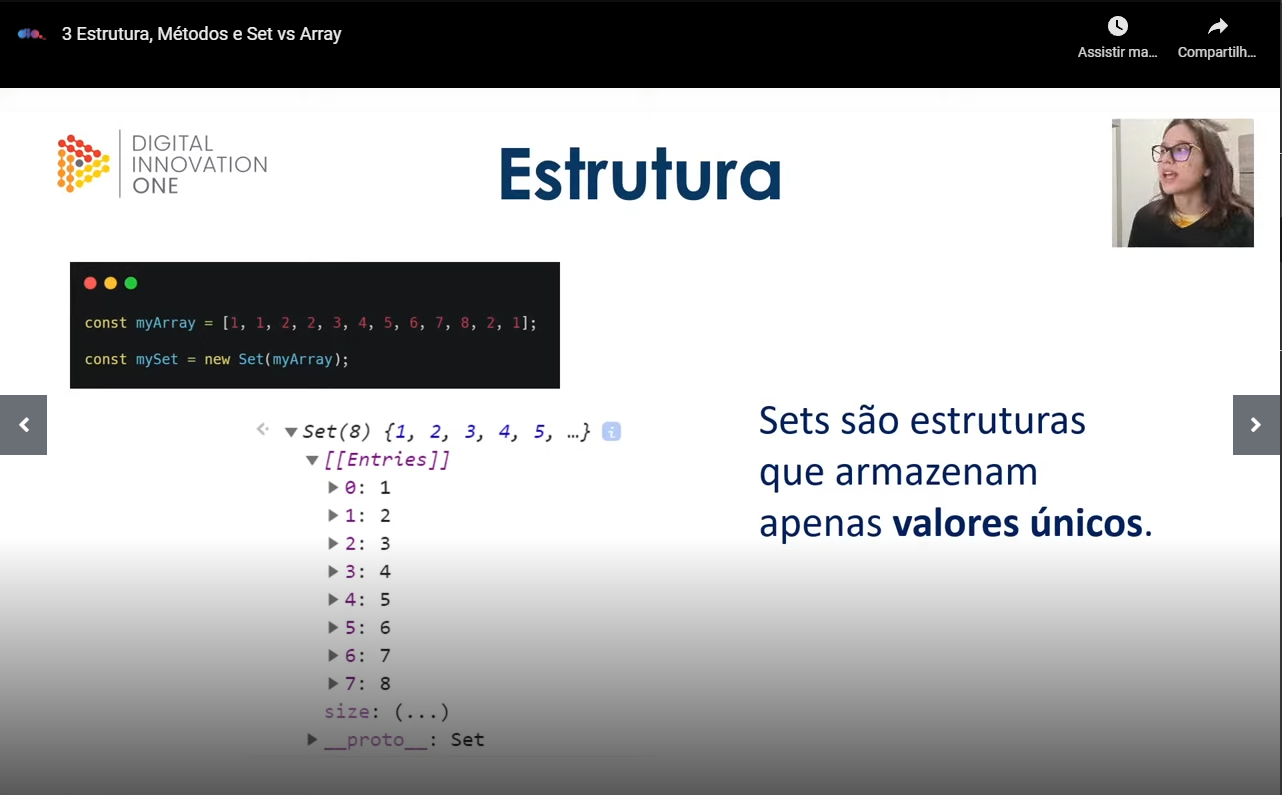 3 Estrutura, Métodos e Set vs Array
Assistir ma...
Compartilh...
DIGITAL
INNOVATION
ONE
Estrutura
const myArray = [1, 1, 2, 2, 3, 4, 5, 6, 7, 8, 2, 1];
const mySet = new Set(myArray);
Set(8) {1, 2, 3, 4, 5, …}
[[Entries]]
0: 1
1: 2
2: 3
3: 4
4: 5
5: 6
6: 7
7: 8
size: (...)
__proto__: Set
Sets são estruturas
que armazenam
apenas valores únicos.